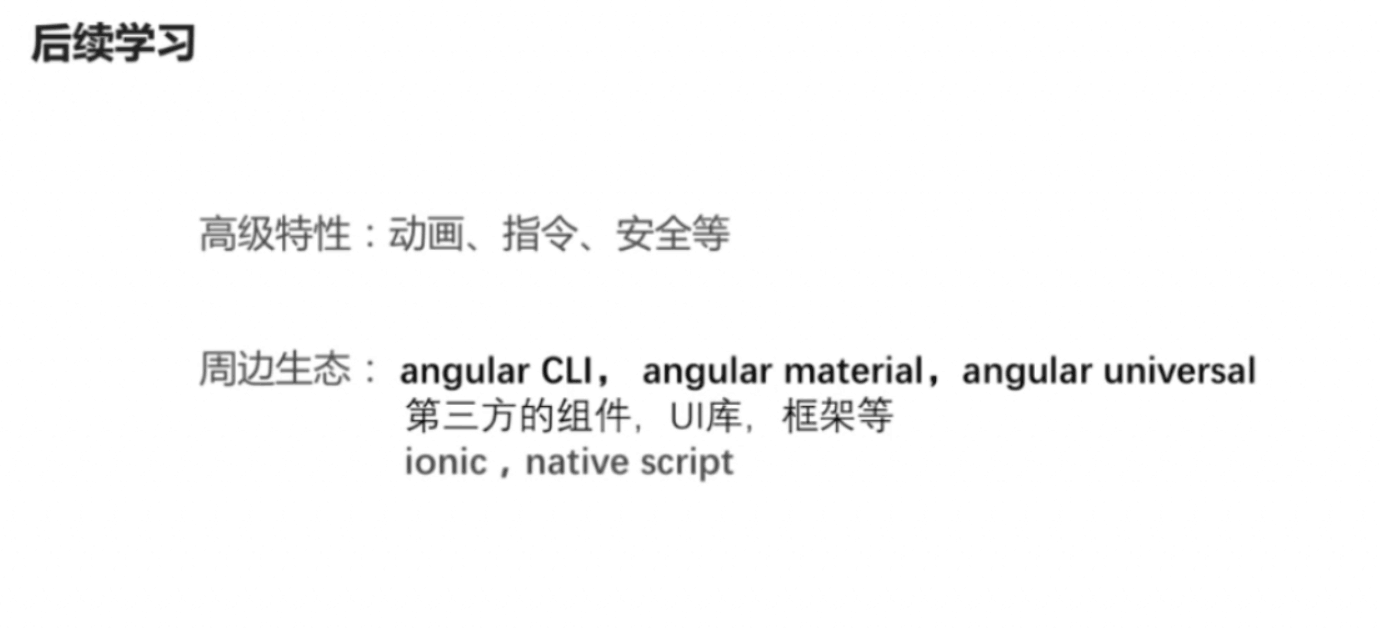 后续学习
高级特性：动画、指令、安全等
周边生态： angular CLI， angular material，angular universal
第三方的组件，UI库，框架等
ionic，native script